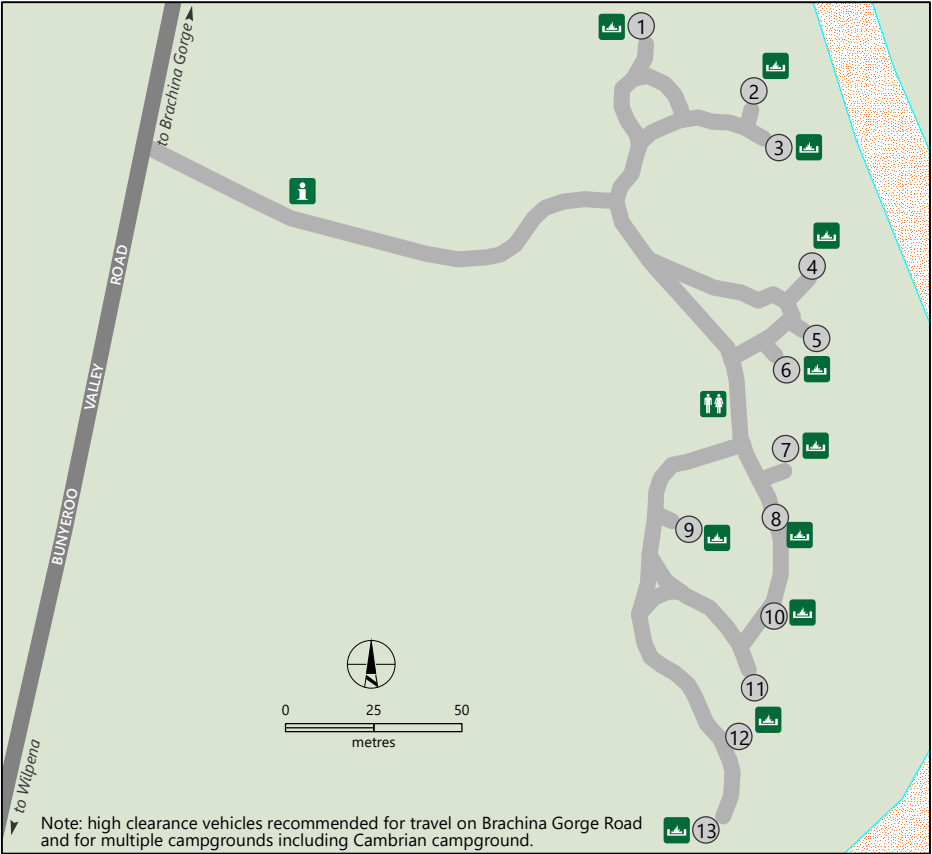 to Brachina Gorge
1
2
3
4
5
6
7
8
9
10
11
12
13
BUNYEROO VALLEY ROAD
i
0 25 50
metres
to Wilpena
Note: high clearance vehicles recommended for travel on Brachina Gorge Road
and for multiple campgrounds including Cambrian campground.